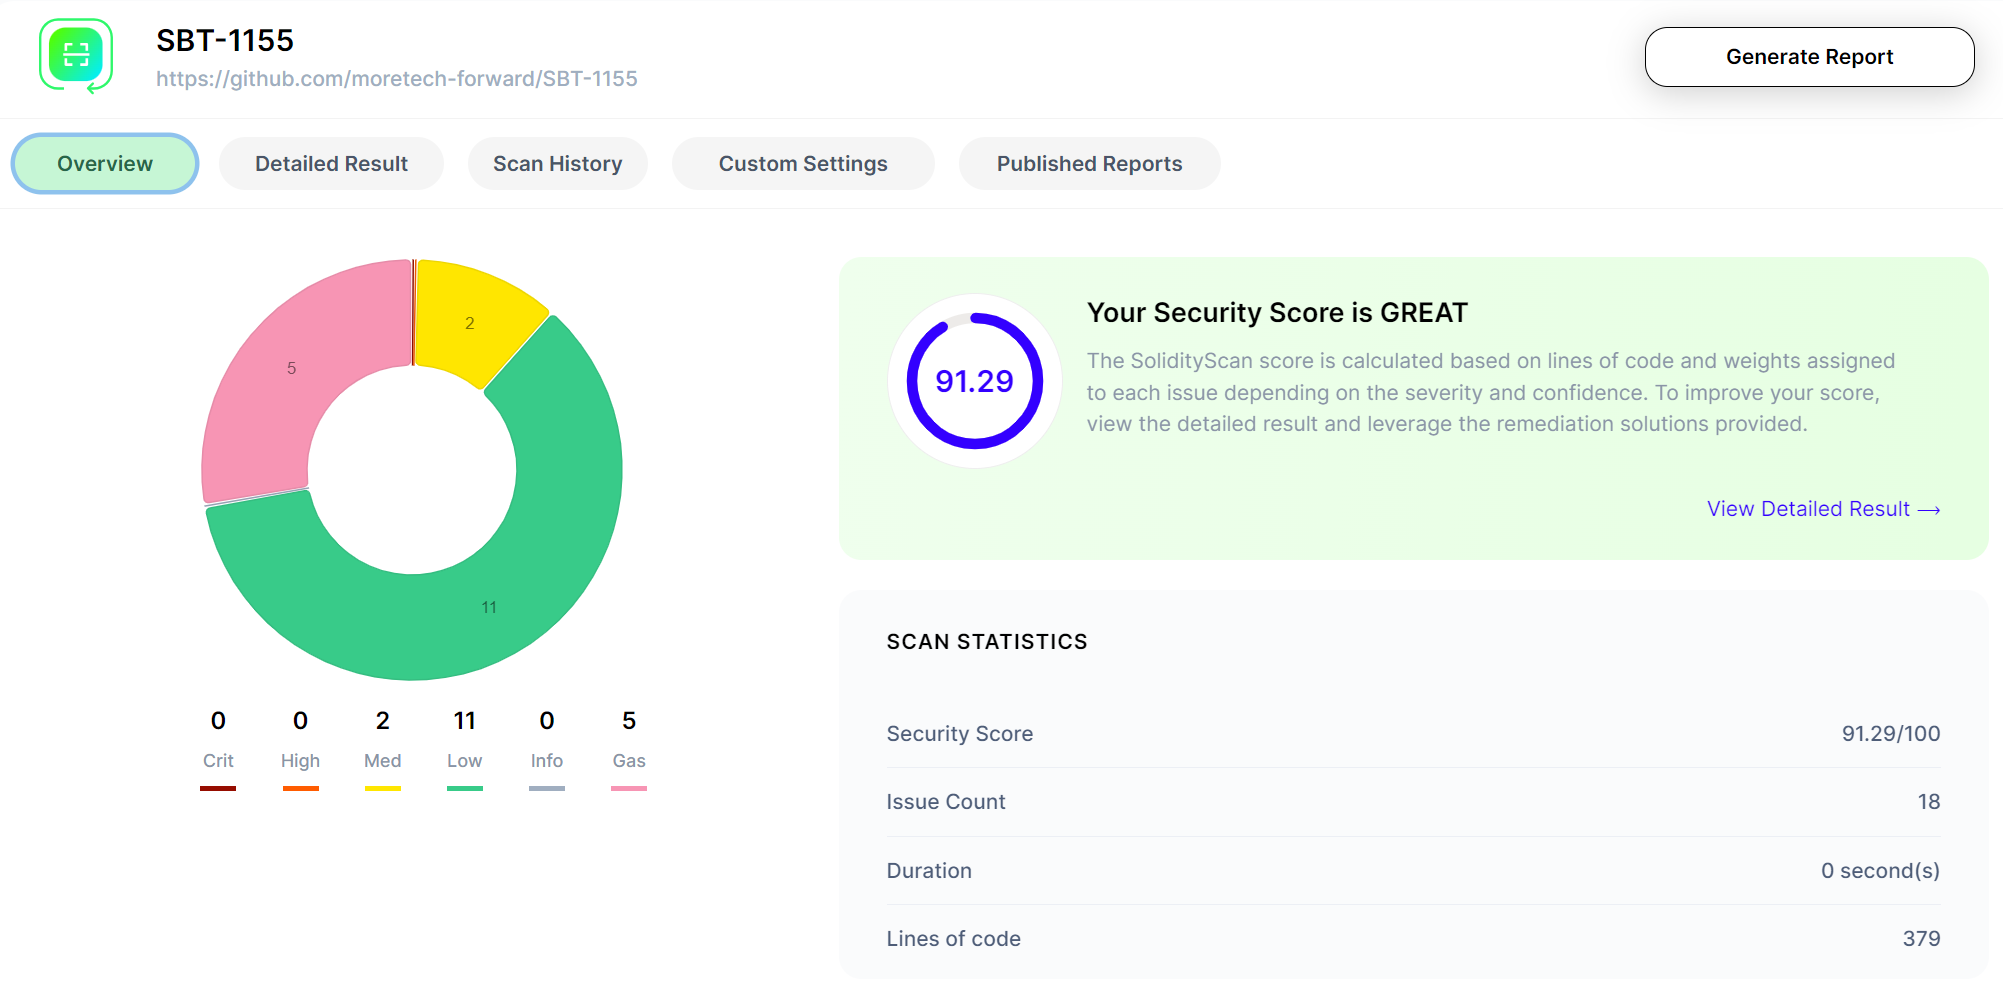 SBT-1155
https://github.com/moretech-forward/SBT-1155
Generate Report
Overview
Detailed Result
Scan History
Custom Settings
Published Reports
2
5
11
0 0 2 11 0 5
Crit High Med Low Info Gas
91.29
Your Security Score is GREAT
The SolidityScan score is calculated based on lines of code and weights assigned
to each issue depending on the severity and confidence. To improve your score,
view the detailed result and leverage the remediation solutions provided.
View Detailed Result →
SCAN STATISTICS
Security Score 91.29/100
Issue Count 18
Duration 0 second(s)
Lines of code 379